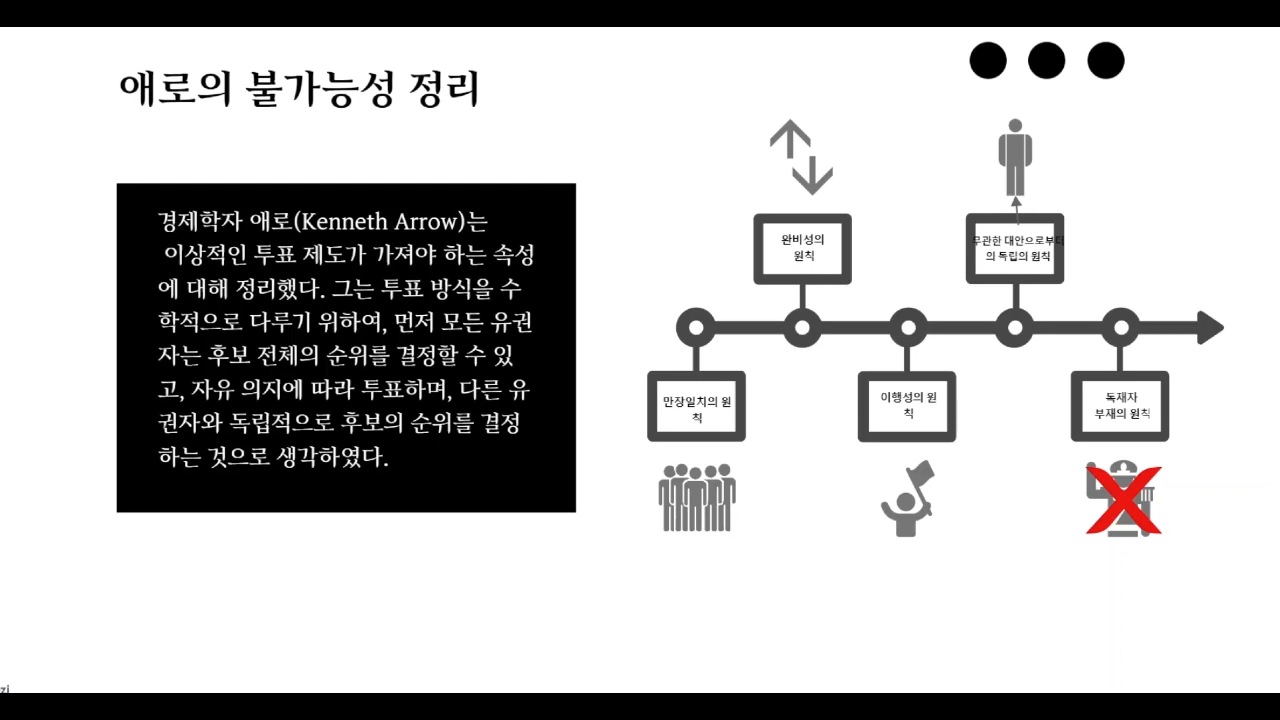 애로의 불가능성 정리
경제학자 애로(Kenneth Arrow)는
이상적인 투표 제도가 가져야 하는 속성
에 대해 정리했다. 그는 투표 방식을 수
학적으로 다루기 위하여, 먼저 모든 유권
자는 후보 전체의 순위를 결정할 수 있
고, 자유 의지에 따라 투표하며, 다른 유
권자와 독립적으로 후보의 순위를 결정
하는 것으로 생각하였다.
완비성의
원칙
무관한 대안으로부터
의 독립의 원칙
만장일치의 원
칙
이행성의 원
칙
독재자
부재의 원칙
zi